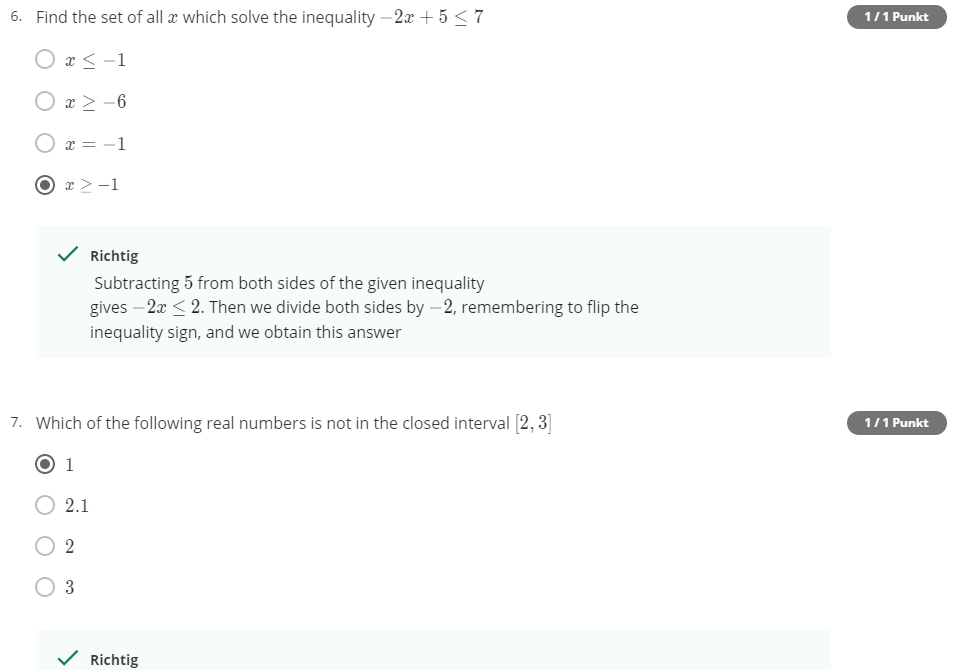 6. Find the set of all x which solve the inequality −2x + 5 ≤ 7
1 / 1 Punkt
x ≤ −1
x ≥ −6
x = −1
x ≥ −1
Richtig
Subtracting 5 from both sides of the given inequality
gives −2x ≤ 2. Then we divide both sides by −2, remembering to flip the
inequality sign, and we obtain this answer
7. Which of the following real numbers is not in the closed interval [2, 3]
1 / 1 Punkt
1
2.1
2
3
Richtig